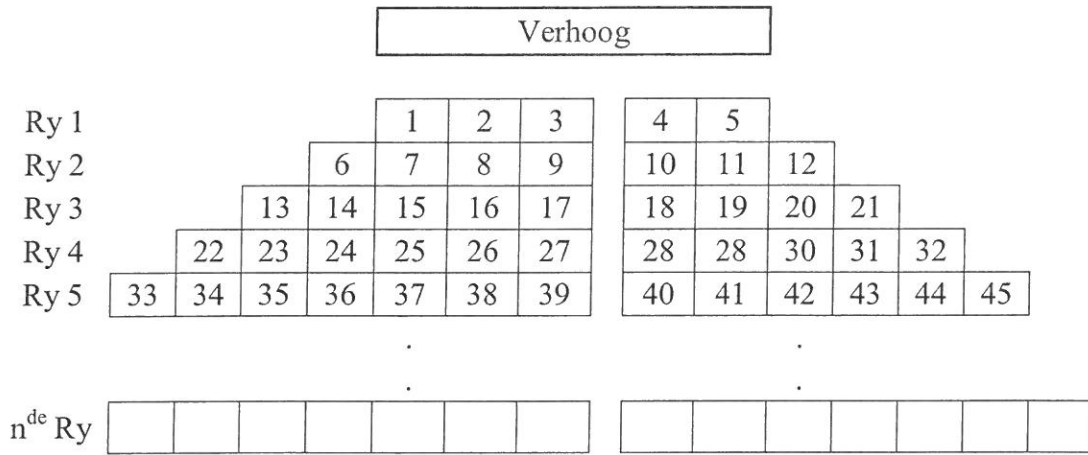 Verhoog
Ry 1 1 2 3 4 5
Ry 2 6 7 8 9 10 11 12
Ry 3 13 14 15 16 17 18 19 20 21
Ry 4 22 23 24 25 26 27 28 28 30 31 32
Ry 5 33 34 35 36 37 38 39 40 41 42 43 44 45
. .
. .
nde Ry